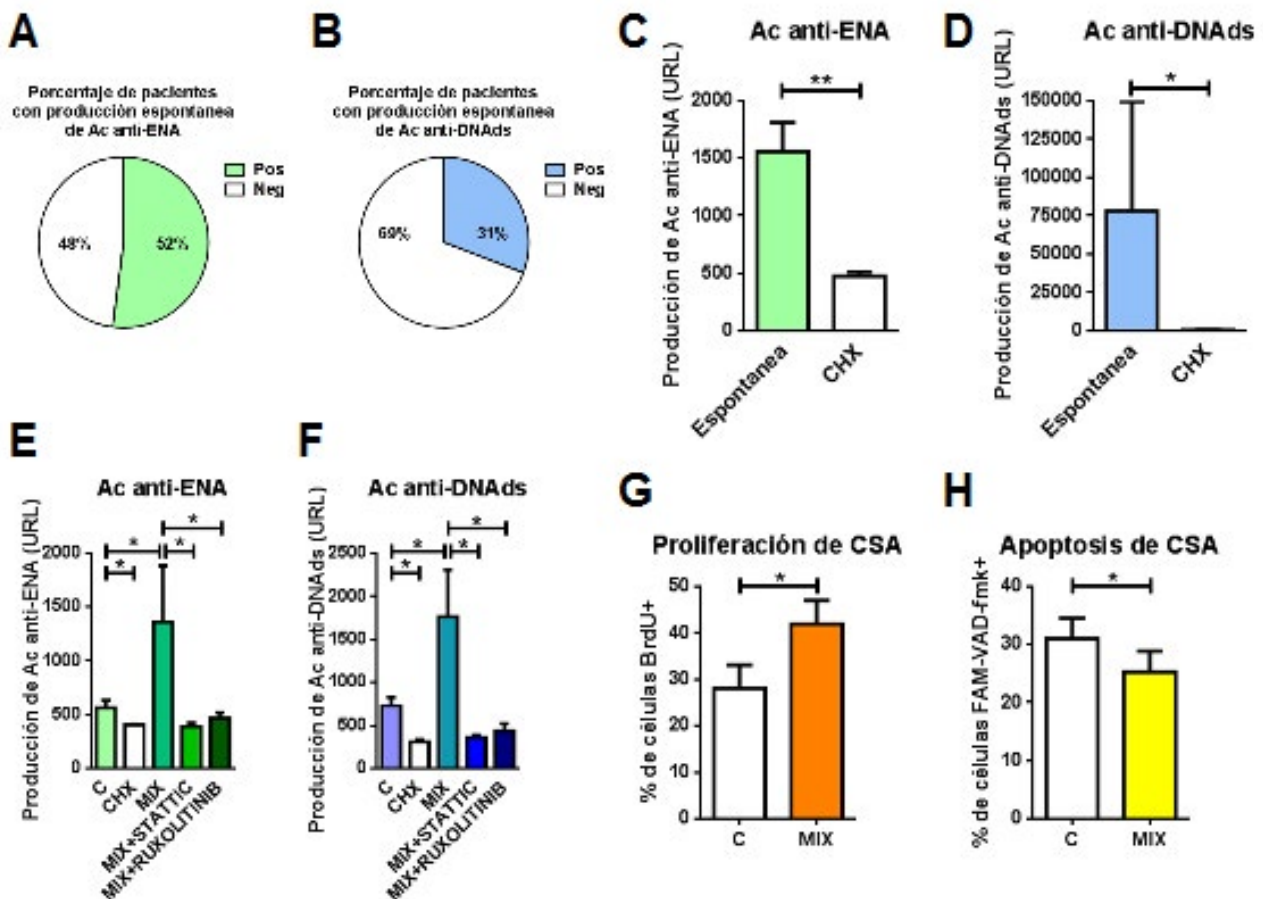 A
Porcentaje de pacientes
con producción espontanea
de Ac anti-ENA
Pos
Neg
48%
52%
B
Porcentaje de pacientes
con producción espontanea
de Ac anti-DNAds
Pos
Neg
69%
31%
C
Ac anti-ENA
Producción de Ac anti-ENA (URL)
2000
1500
1000
500
0
**
Espontanea
CHX
D
Ac anti-DNAds
Producción de Ac anti-DNAds (URL)
150000
125000
100000
75000
50000
25000
0
*
Espontanea
CHX
E
Ac anti-ENA
Producción de Ac anti-ENA (URL)
2000
1500
1000
500
0
*
*
*
*
C
CHX
MIX
MIX+STATTIC
MIX+RUXOLITINIB
F
Ac anti-DNAds
Producción de Ac anti-DNAds (URL)
2500
2000
1500
1000
500
0
*
*
*
*
C
CHX
MIX
MIX+STATTIC
MIX+RUXOLITINIB
G
Proliferación de CSA
% de células BrdU+
50
40
30
20
10
0
*
C
MIX
H
Apoptosis de CSA
% de células FAM-VAD-fmk+
40
30
20
10
0
*
C
MIX